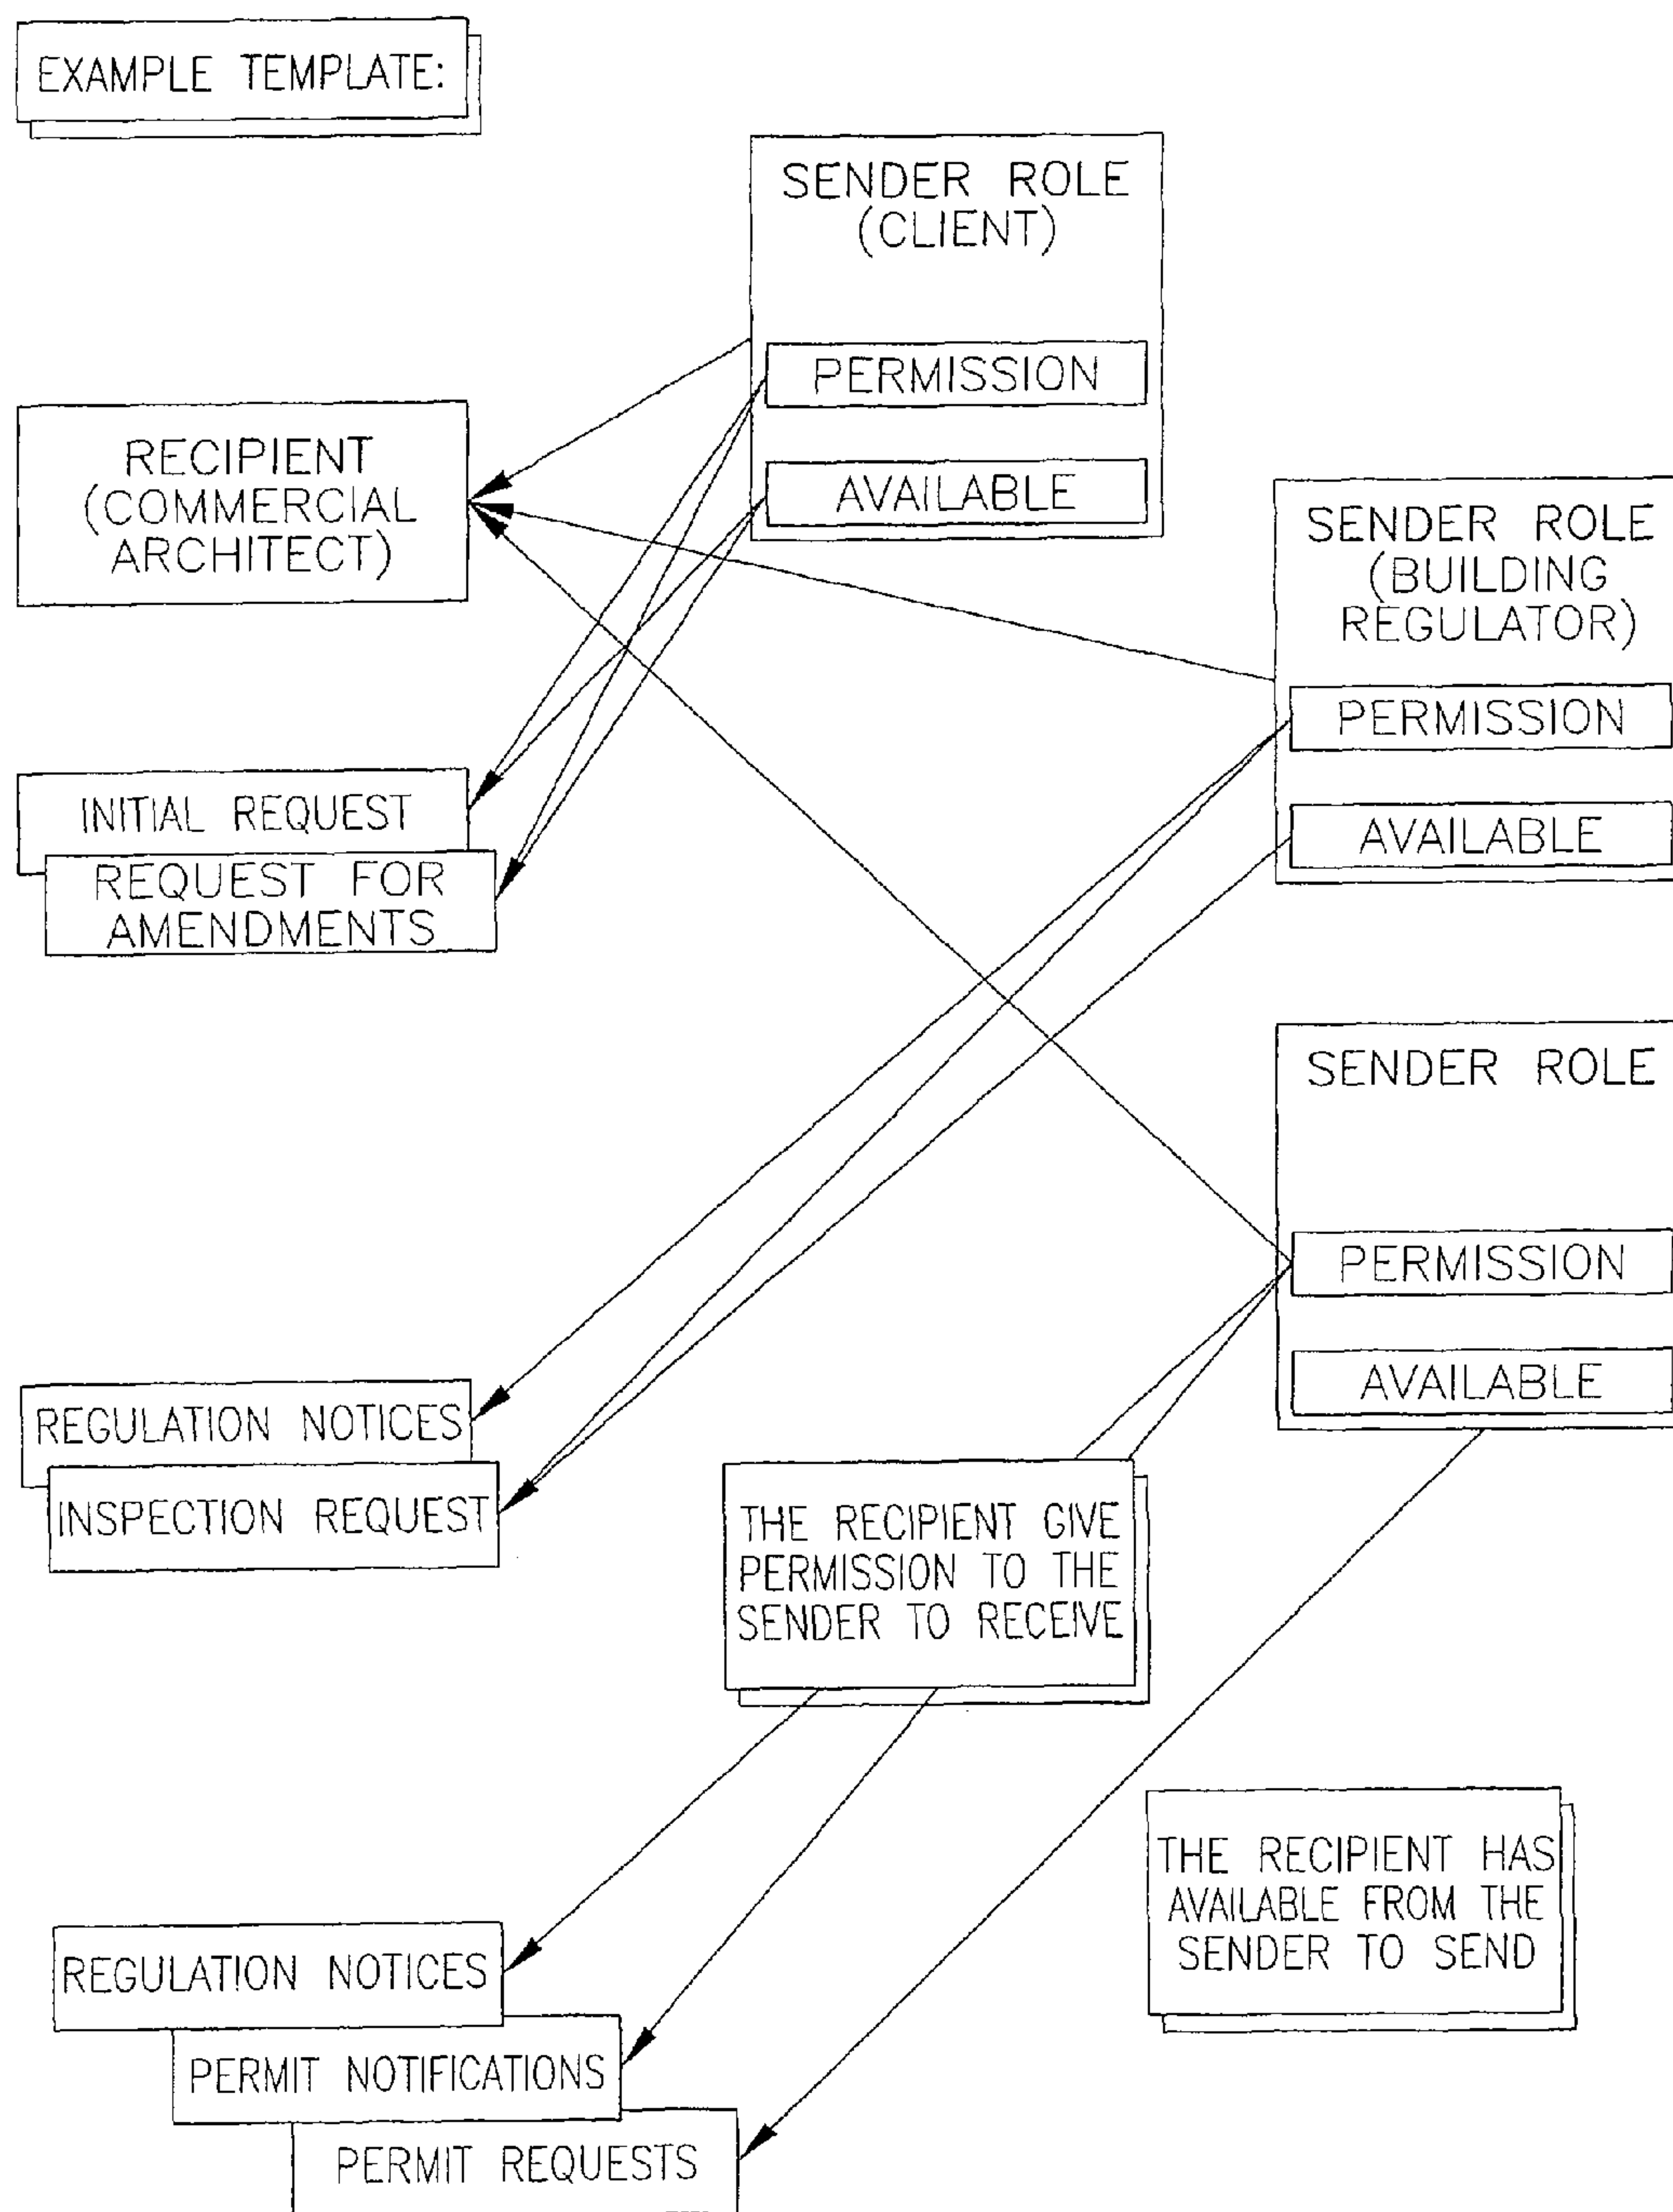 EXAMPLE TEMPLATE:
SENDER ROLE
(CLIENT)
PERMISSION
AVAILABLE
RECIPIENT
(COMMERCIAL
ARCHITECT)
SENDER ROLE
(BUILDING
REGULATOR)
PERMISSION
AVAILABLE
INITIAL REQUEST
REQUEST FOR
AMENDMENTS
SENDER ROLE
PERMISSION
AVAILABLE
REGULATION NOTICES
INSPECTION REQUEST
THE RECIPIENT GIVE
PERMISSION TO THE
SENDER TO RECEIVE
THE RECIPIENT HAS
AVAILABLE FROM THE
SENDER TO SEND
REGULATION NOTICES
PERMIT NOTIFICATIONS
PERMIT REQUESTS